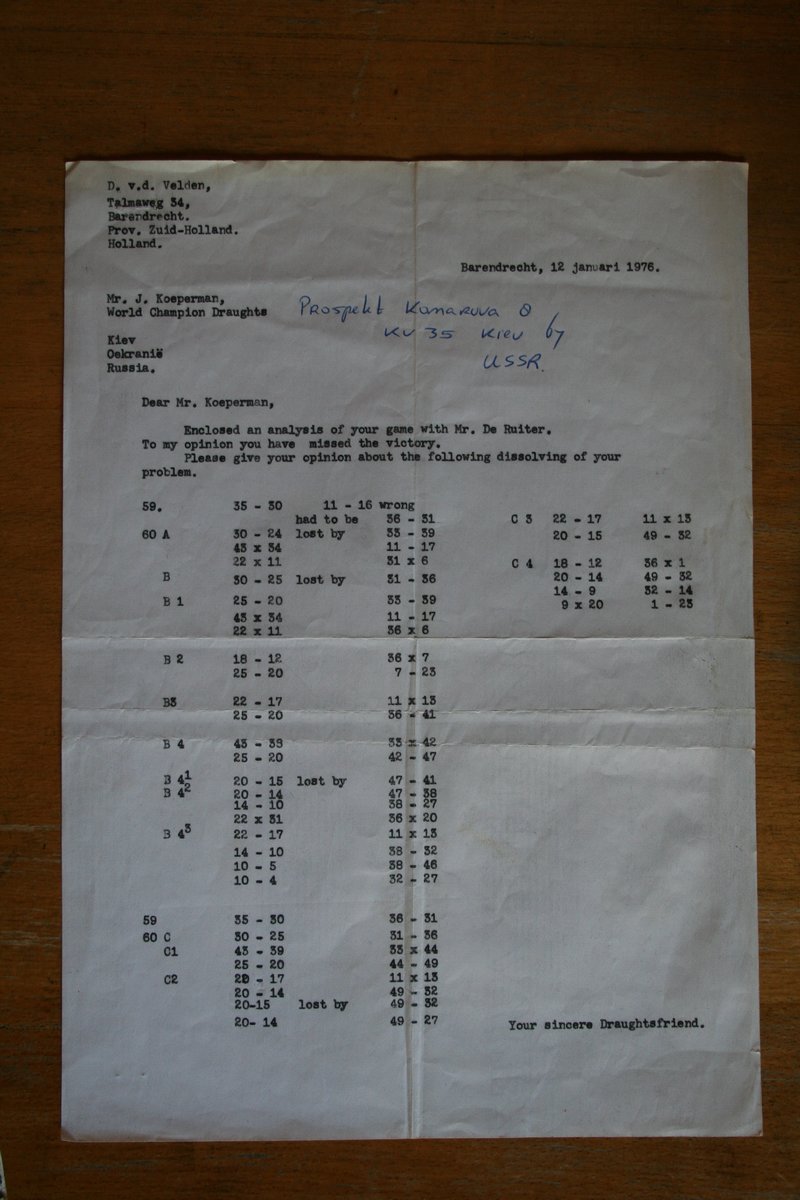 D. v.d. Velden,
Talmaweg 34,
Barendrecht.
Prov. Zuid-Holland.
Holland.
Barendrecht, 12 januari 1976.
Mr. J. Koeperman,
World Champion Draughts
Prospekt Komaruva 8
KV 35 Kiev 67
USSR.
Kiev
Oekranië
Russia.
Dear Mr. Koeperman,
Enclosed an analysis of your game with Mr. De Ruiter.
To my opinion you have missed the victory.
Please give your opinion about the following dissolving of your
problem.
59. 35 - 30 11 - 16 wrong
had to be 36 - 31
60 A 30 - 24 lost by 33 - 39
43 x 34 11 - 17
22 x 11 31 x 6
B 30 - 25 lost by 31 - 36
B 1 25 - 20 33 - 39
43 x 34 11 - 17
22 x 11 36 x 6
B 2 18 - 12 36 x 7
25 - 20 7 - 23
B3 22 - 17 11 x 13
25 - 20 36 - 41
B 4 43 - 38 33 x 42
25 - 20 42 - 47
B 4¹ 20 - 15 lost by 47 - 41
B 4² 20 - 14 47 - 38
14 - 10 38 - 27
22 x 31 36 x 20
B 4³ 22 - 17 11 x 13
14 - 10 38 - 32
10 - 5 38 - 46
10 - 4 32 - 27
59 35 - 30 36 - 31
60 C 30 - 25 31 - 36
C1 43 - 39 33 x 44
25 - 20 44 - 49
C2 22 - 17 11 x 13
20 - 14 49 - 32
20-15 lost by 49 - 32
20- 14 49 - 27
C 3 22 - 17 11 x 13
20 - 15 49 - 32
C 4 18 - 12 36 x 1
20 - 14 49 - 32
14 - 9 32 - 14
9 x 20 1 - 23
Your sincere Draughtsfriend.